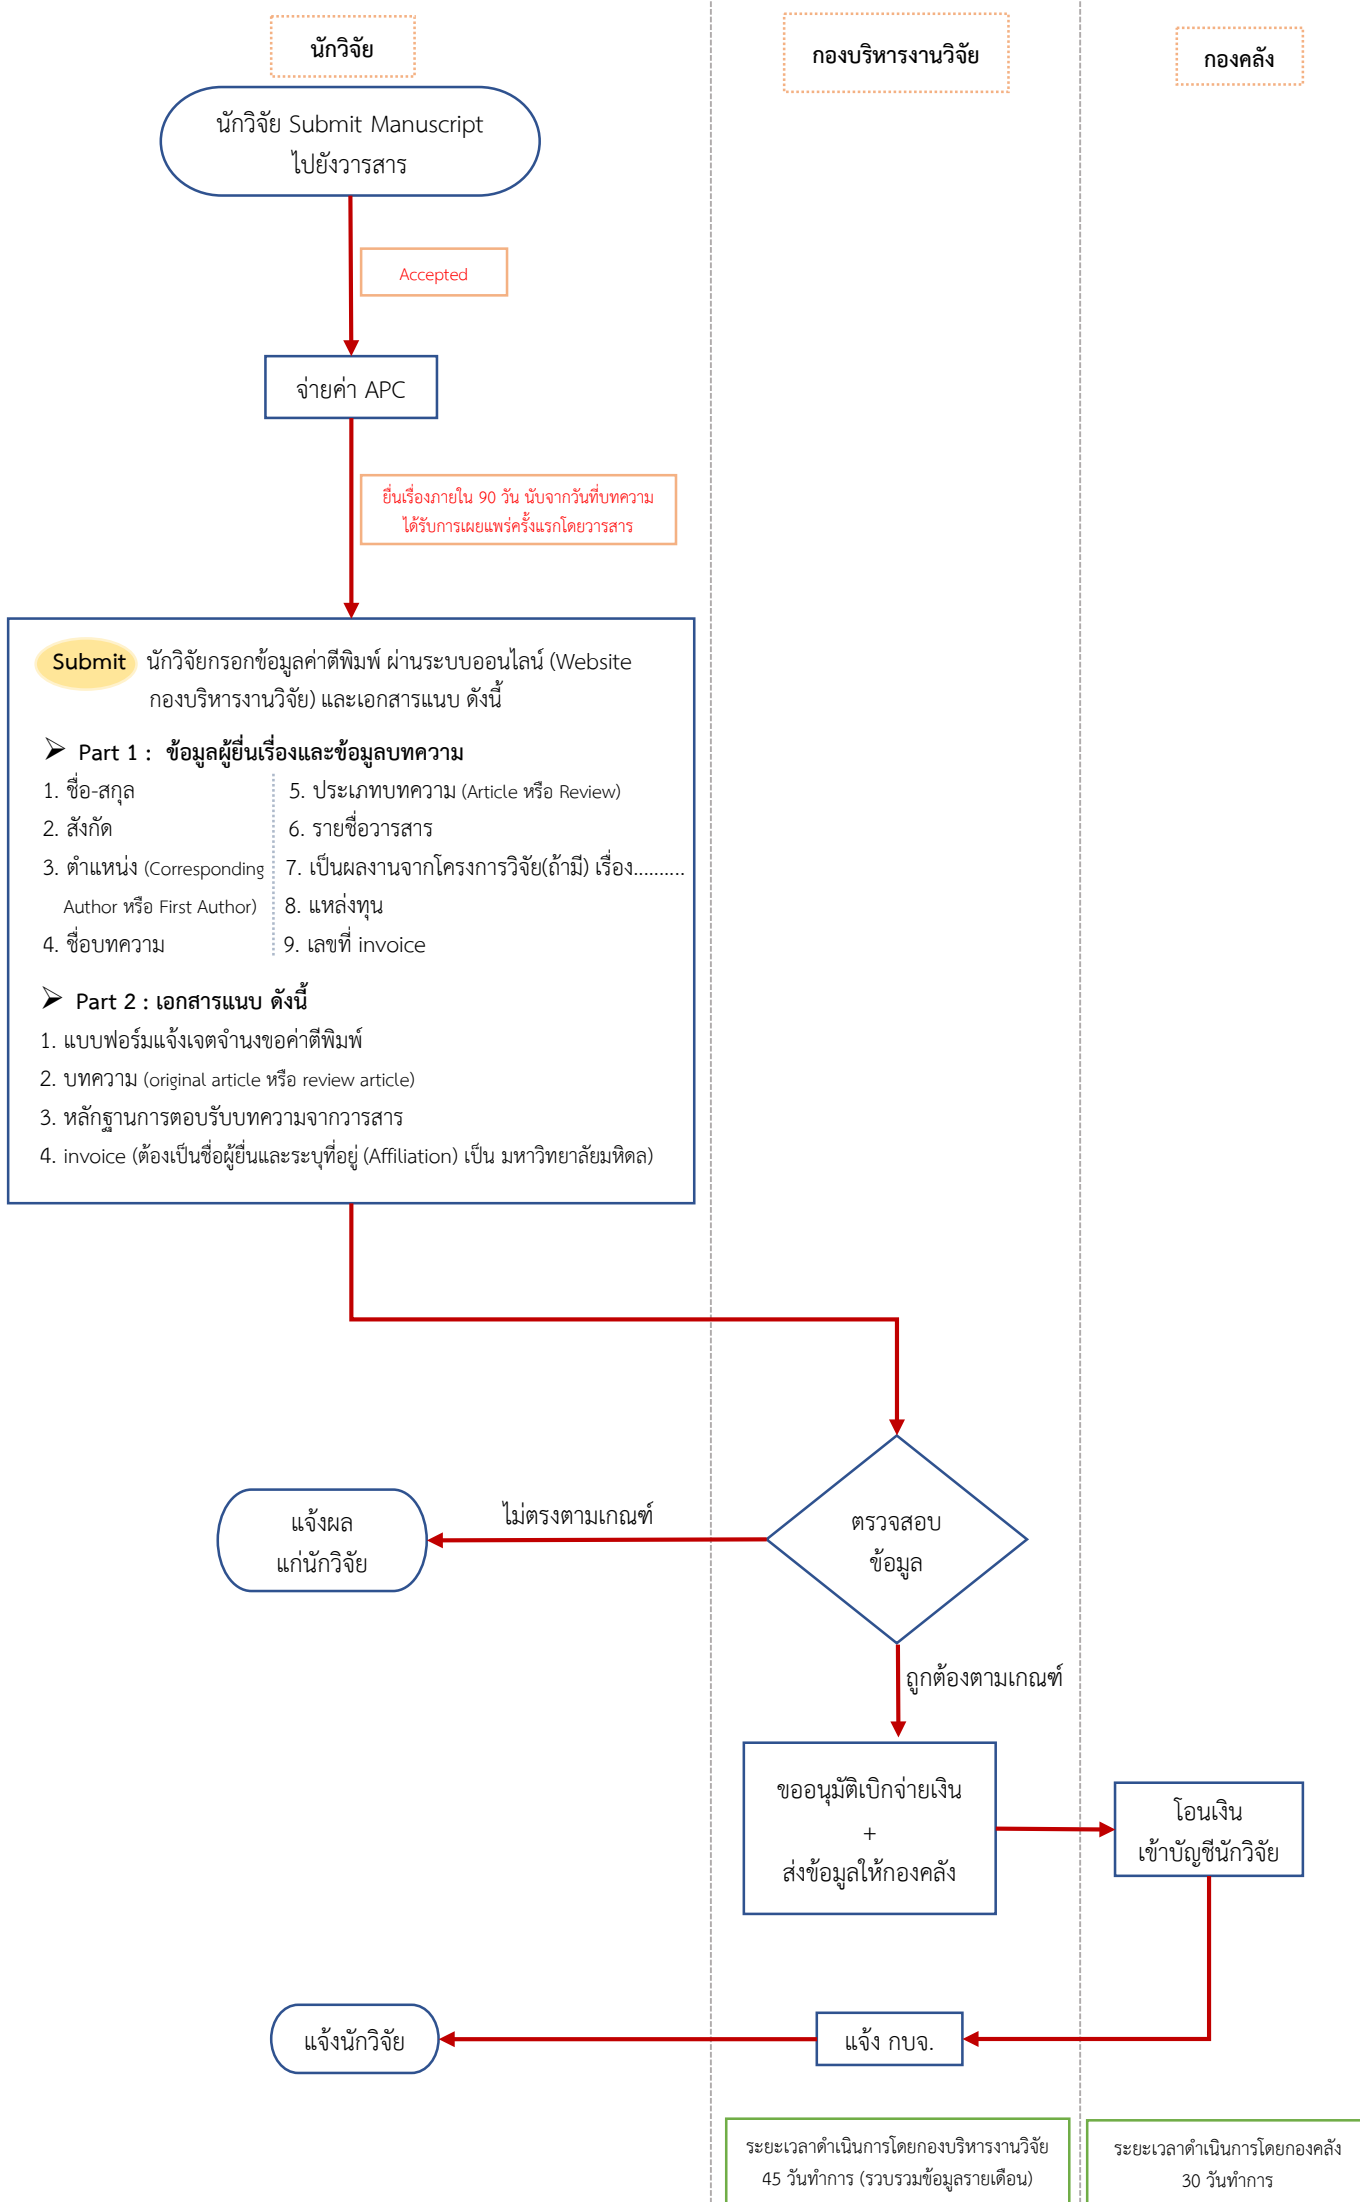 นักวิจัย
กองบริหารงานวิจัย
กองคลัง
นักวิจัย Submit Manuscript
ไปยังวารสาร
Accepted
จ่ายค่า APC
ยื่นเรื่องภายใน 90 วัน นับจากวันที่บทความ
ได้รับการเผยแพร่ครั้งแรกโดยวารสาร
Submit นักวิจัยกรอกข้อมูลค่าตีพิมพ์ ผ่านระบบออนไลน์ (Website
กองบริหารงานวิจัย) และเอกสารแนบ ดังนี้
➢ Part 1 : ข้อมูลผู้ยื่นเรื่องและข้อมูลบทความ
1. ชื่อ-สกุล
2. สังกัด
3. ตำแหน่ง (Corresponding
Author หรือ First Author)
4. ชื่อบทความ
5. ประเภทบทความ (Article หรือ Review)
6. รายชื่อวารสาร
7. เป็นผลงานจากโครงการวิจัย(ถ้ามี) เรื่อง..........
8. แหล่งทุน
9. เลขที่ invoice
➢ Part 2 : เอกสารแนบ ดังนี้
1. แบบฟอร์มแจ้งเจตจำนงขอค่าตีพิมพ์
2. บทความ (original article หรือ review article)
3. หลักฐานการตอบรับบทความจากวารสาร
4. invoice (ต้องเป็นชื่อผู้ยื่นและระบุที่อยู่ (Affiliation) เป็น มหาวิทยาลัยมหิดล)
ตรวจสอบ
ข้อมูล
ไม่ตรงตามเกณฑ์
แจ้งผล
แก่นักวิจัย
ถูกต้องตามเกณฑ์
ขออนุมัติเบิกจ่ายเงิน
+
ส่งข้อมูลให้กองคลัง
โอนเงิน
เข้าบัญชีนักวิจัย
แจ้ง กบจ.
แจ้งนักวิจัย
ระยะเวลาดำเนินการโดยกองบริหารงานวิจัย
45 วันทำการ (รวบรวมข้อมูลรายเดือน)
ระยะเวลาดำเนินการโดยกองคลัง
30 วันทำการ